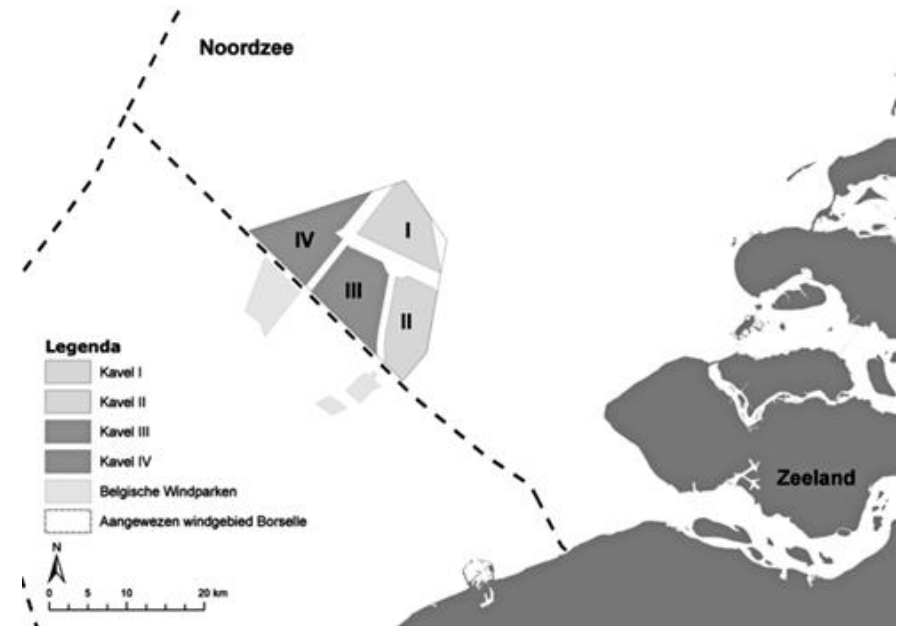 Noordzee
IV
I
III
II
Legenda
Kavel I
Kavel II
Kavel III
Kavel IV
Belgische Windparken
Aangewezen windgebied Borselle
Zeeland
N
0 5 10 20 km